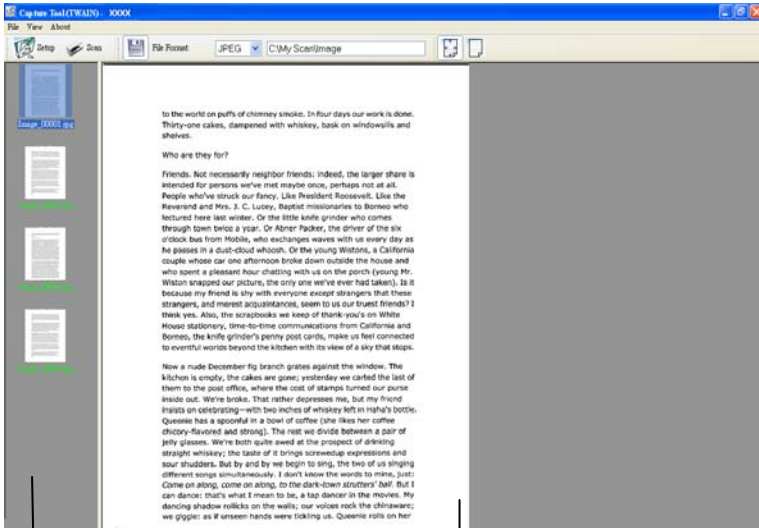 Capture Tool(TWAIN) - XXXX
File View About
Setup Scan File Format JPEG C:\My Scan\Image
Image_00001.jpg
to the world on puffs of chimney smoke. In four days our work is done.
Thirty-one cakes, dampened with whiskey, bask on windowsills and
shelves.
Who are they for?
Friends. Not necessarily neighbor friends: indeed, the larger share is
intended for persons we've met maybe once, perhaps not at all.
People who've struck our fancy. Like President Roosevelt. Like the
Reverend and Mrs. J. C. Lucey, Baptist missionaries to Borneo who
lectured here last winter. Or the little knife grinder who comes
through town twice a year. Or Abner Packer, the driver of the six
o'clock bus from Mobile, who exchanges waves with us every day as
he passes in a dust-cloud whoosh. Or the young Wistons, a California
couple whose car one afternoon broke down outside the house and
who spent a pleasant hour chatting with us on the porch (young Mr.
Wiston snapped our picture, the only one we've ever had taken). Is it
because my friend is shy with everyone except strangers that these
strangers, and merest acquaintances, seem to us our truest friends? I
think yes. Also, the scrapbooks we keep of thank-you's on White
House stationery, time-to-time communications from California and
Borneo, the knife grinder's penny post cards, make us feel connected
to eventful worlds beyond the kitchen with its view of a sky that stops.
Now a nude December fig branch grates against the window. The
kitchen is empty, the cakes are gone; yesterday we carted the last of
them to the post office, where the cost of stamps turned our purse
inside out. We're broke. That rather depresses me, but my friend
insists on celebrating—with two inches of whiskey left in Haha's bottle.
Queenie has a spoonful in a bowl of coffee (she likes her coffee
chicory-flavored and strong). The rest we divide between a pair of
jelly glasses. We're both quite awed at the prospect of drinking
straight whiskey; the taste of it brings screwedup expressions and
sour shudders. But by and by we begin to sing, the two of us singing
different songs simultaneously. I don't know the words to mine, just:
Come on along, come on along, to the dark-town strutters' ball. But I
can dance: that's what I mean to be, a tap dancer in the movies. My
dancing shadow rollicks on the walls; our voices rock the chinaware;
we giggle: as if unseen hands were tickling us. Queenie rolls on her